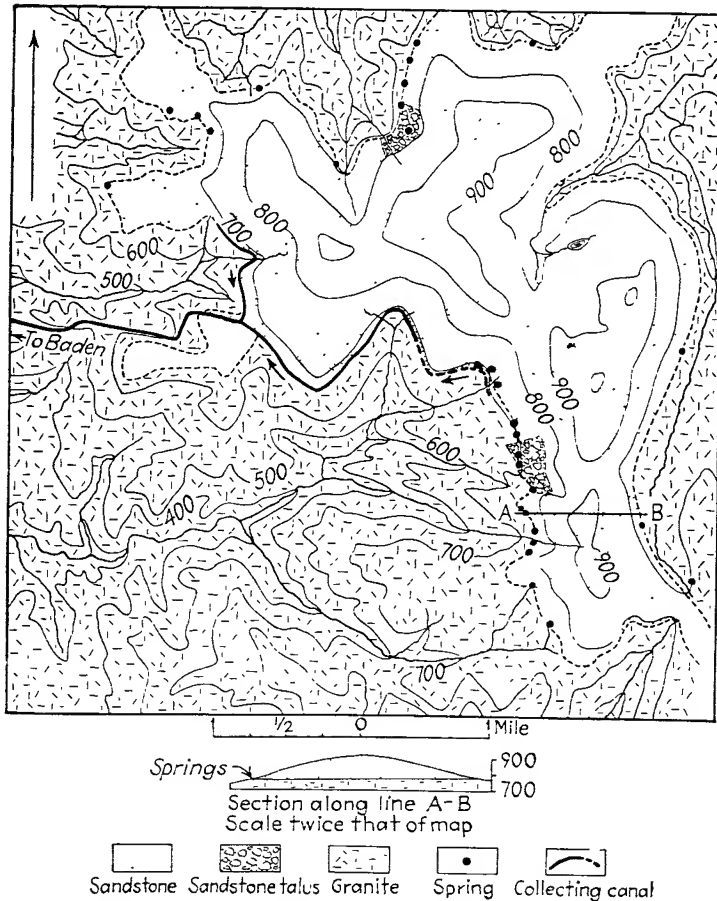 900
800
700
800
600
500
900
To Baden
900
800
600
500
400
A
B
700
900
700
1/2
0
1
Mile
Springs
900
700
Section along line A-B
Scale twice that of map
Sandstone
Sandstone talus
Granite
Spring
Collecting canal